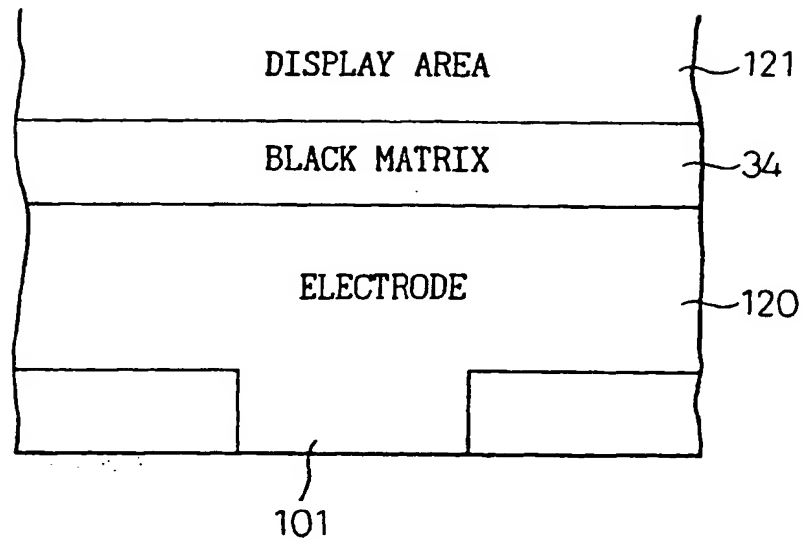 DISPLAY AREA 121
BLACK MATRIX 34
ELECTRODE
120
101